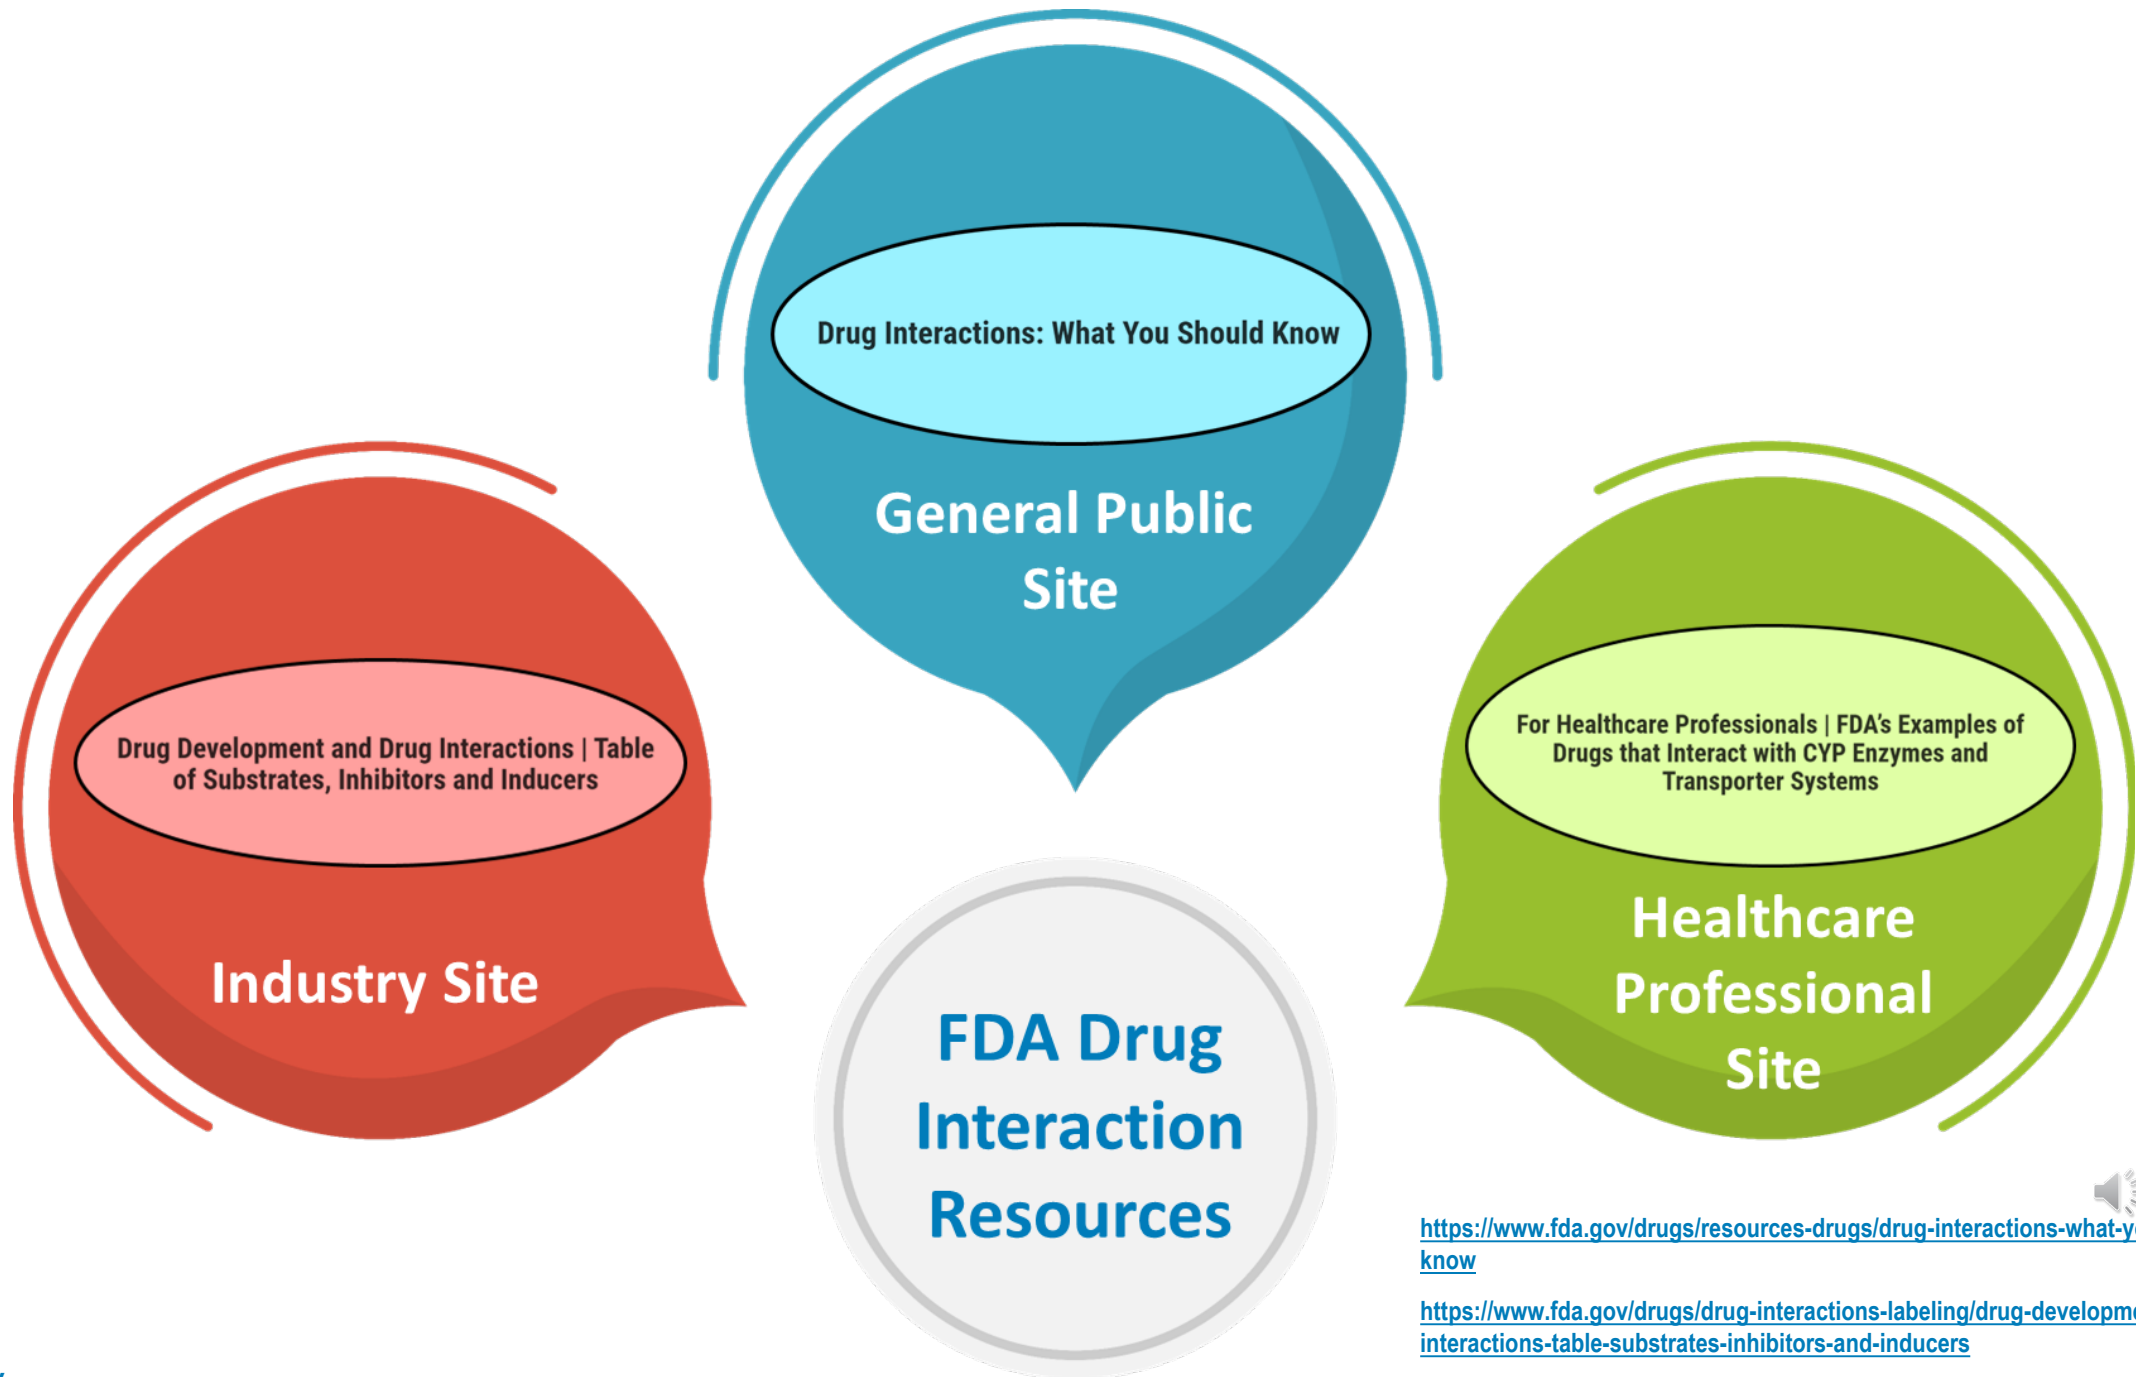 Drug Interactions: What You Should Know
General Public
Site
Drug Development and Drug Interactions | Table
of Substrates, Inhibitors and Inducers
Industry Site
For Healthcare Professionals | FDA's Examples of
Drugs that Interact with CYP Enzymes and
Transporter Systems
Healthcare
Professional
Site
FDA Drug
Interaction
Resources
https://www.fda.gov/drugs/resources-drugs/drug-interactions-what-y
know
https://www.fda.gov/drugs/drug-interactions-labeling/drug-developm
interactions-table-substrates-inhibitors-and-inducers